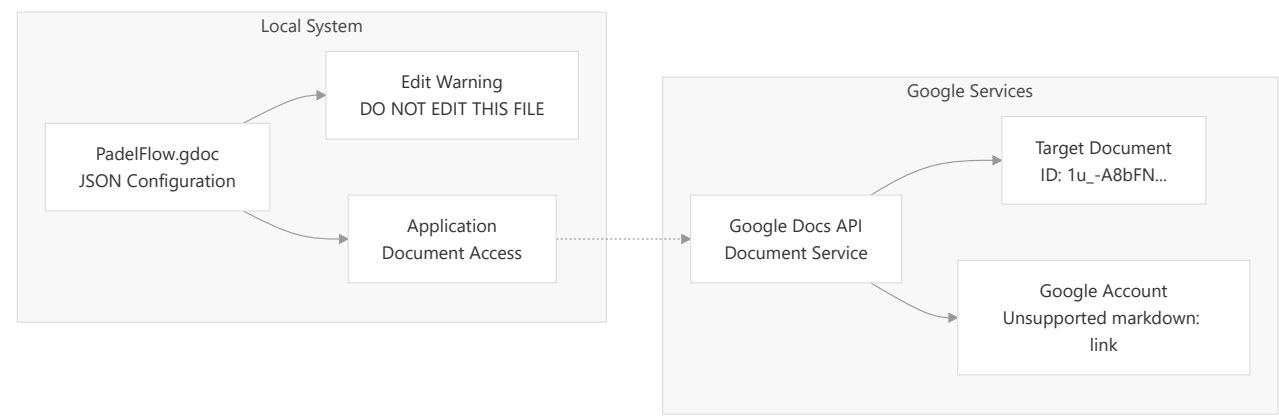 Local System
Edit Warning
DO NOT EDIT THIS FILE
PadelFlow.gdoc
JSON Configuration
Application
Document Access
Google Services
Target Document
ID: 1u_-A8bFN...
Google Docs API
Document Service
Google Account
Unsupported markdown:
link